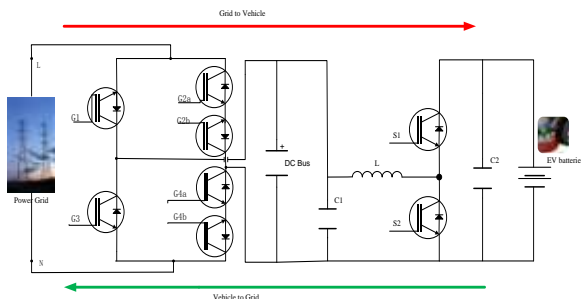 Grid to Vehicle
L
G1
G2a
G2b
+
DC Bus
S1
L
C2
EV batterie
Power Grid
G3
G4a
G4b
C1
S2
N
Vehicle to Grid